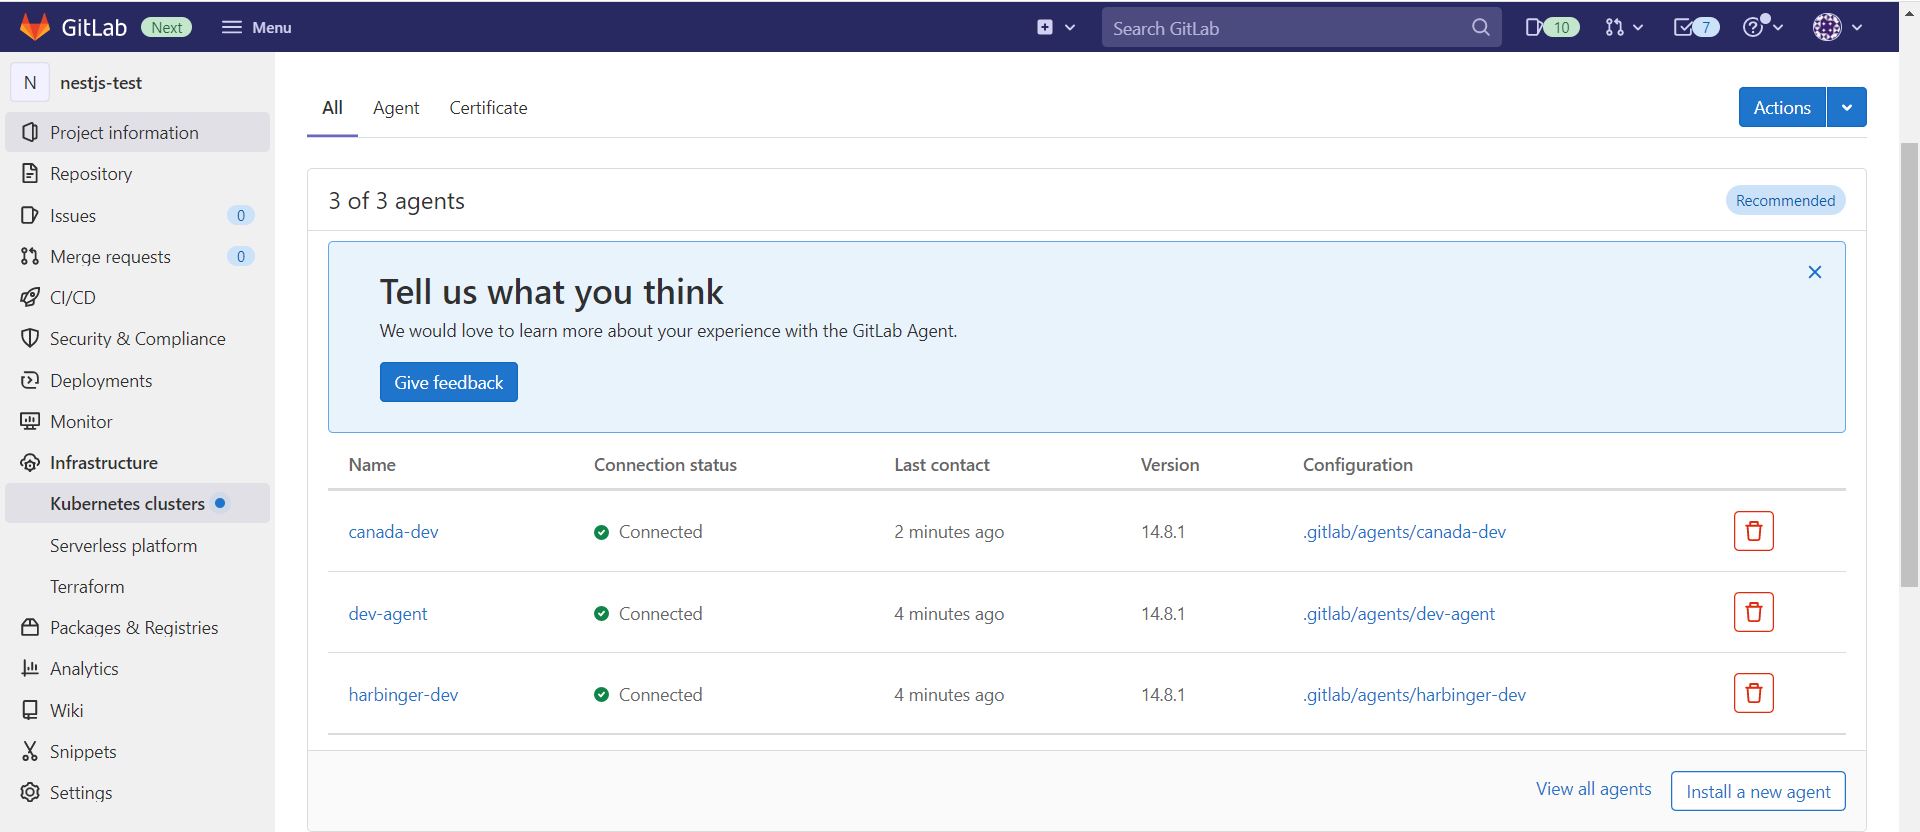 GitLab Next Menu Search GitLab 10 7
N nestjs-test
Project information
Repository
Issues 0
Merge requests 0
CI/CD
Security & Compliance
Deployments
Monitor
Infrastructure
Kubernetes clusters
Serverless platform
Terraform
Packages & Registries
Analytics
Wiki
Snippets
Settings
All Agent Certificate Actions
3 of 3 agents Recommended
Tell us what you think
We would love to learn more about your experience with the GitLab Agent.
Give feedback
Name Connection status Last contact Version Configuration
canada-dev Connected 2 minutes ago 14.8.1 .gitlab/agents/canada-dev
dev-agent Connected 4 minutes ago 14.8.1 .gitlab/agents/dev-agent
harbinger-dev Connected 4 minutes ago 14.8.1 .gitlab/agents/harbinger-dev
View all agents Install a new agent